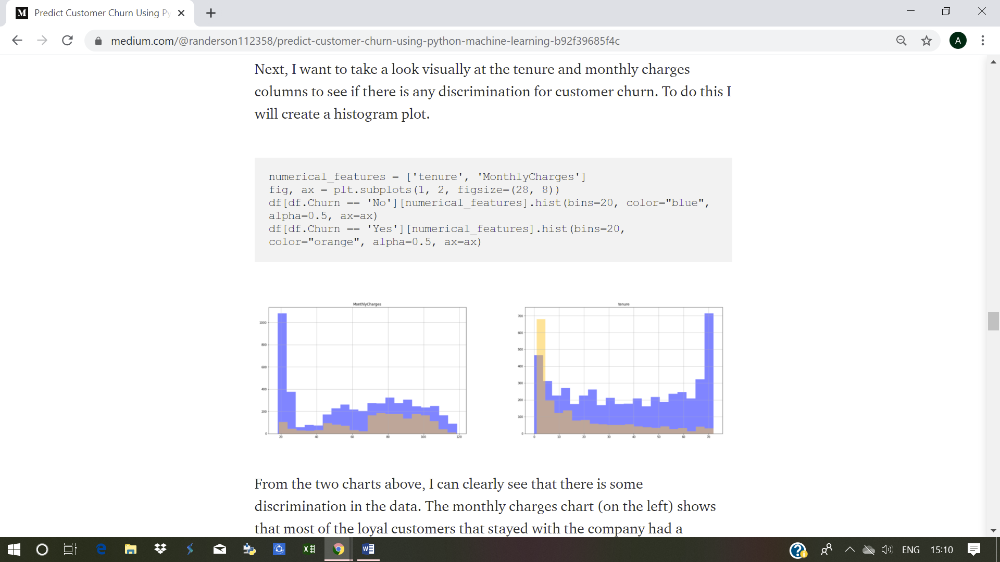 M Predict Customer Churn Using Py
medium.com/@randerson112358/predict-customer-churn-using-python-machine-learning-b92f39685f4c
A
Next, I want to take a look visually at the tenure and monthly charges
columns to see if there is any discrimination for customer churn. To do this I
will create a histogram plot.
numerical_features = ['tenure', 'MonthlyCharges']
fig, ax = plt.subplots(1, 2, figsize=(28, 8))
df[df.Churn == 'No'][numerical_features].hist(bins=20, color="blue",
alpha=0.5, ax=ax)
df[df.Churn == 'Yes'][numerical_features].hist(bins=20,
color="orange", alpha=0.5, ax=ax)
MonthlyCharges
1000
800
600
400
200
0
20 40 60 80 100 120
tenure
700
600
500
400
300
200
100
0
0 10 20 30 40 50 60 70
From the two charts above, I can clearly see that there is some
discrimination in the data. The monthly charges chart (on the left) shows
that most of the loyal customers that stayed with the company had a
ENG 15:10